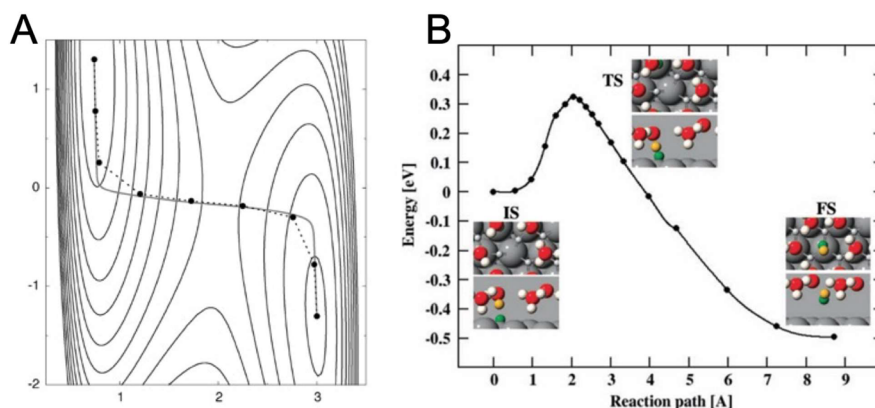 A
1
0
-1
-2
1
2
3
B
Energy [eV]
0.4
0.3
0.2
0.1
0
-0.1
-0.2
-0.3
-0.4
-0.5
TS
IS
FS
0 1 2 3 4 5 6 7 8 9
Reaction path [A]